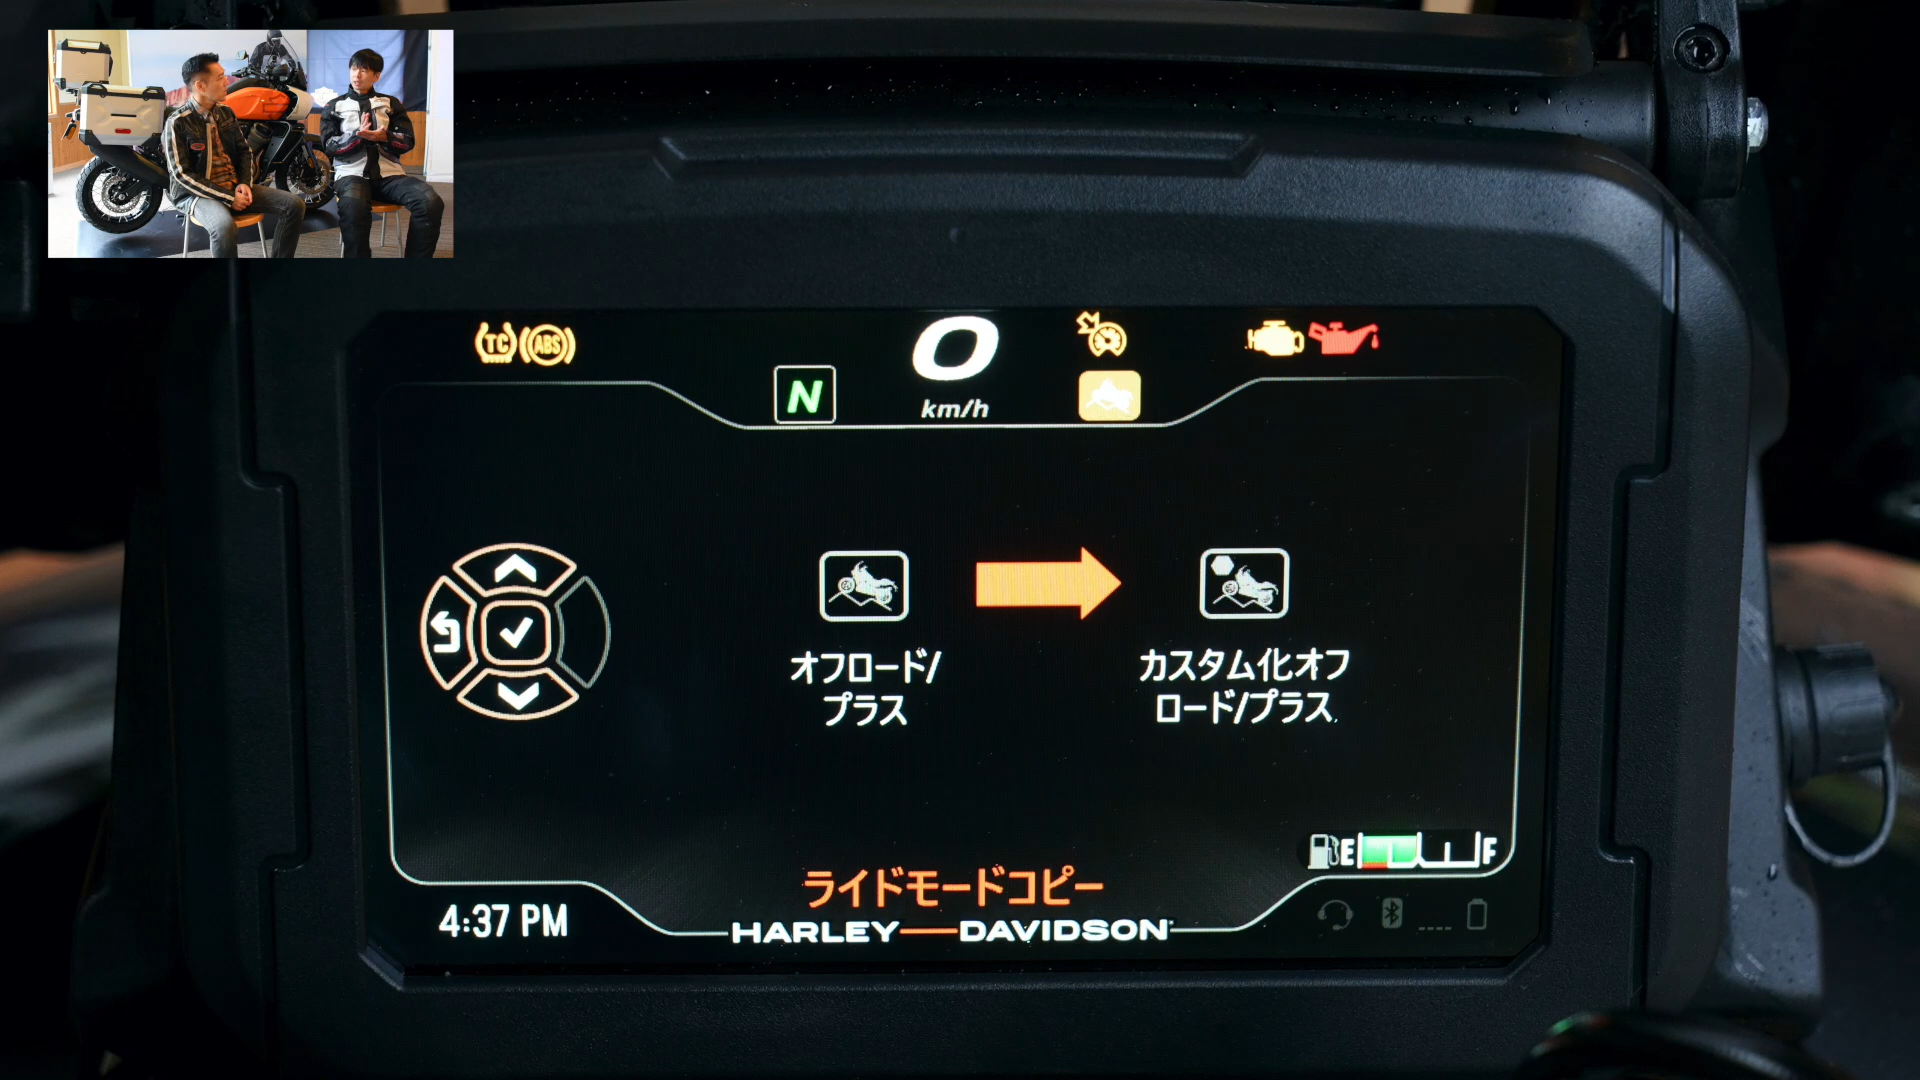 TC
ABS
0
N
km/h
オフロード/
プラス
カスタム化オフ
ロード/プラス
E
F
ライドモードコピー
4:37 PM
HARLEY-DAVIDSON